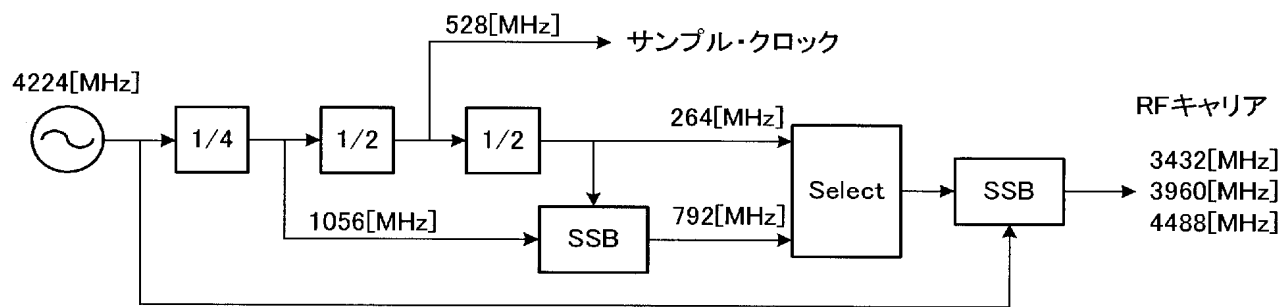 528[MHz]
サンプル・クロック
4224[MHz]
RFキャリア
1/4
1/2
1/2
264[MHz]
Select
SSB
3432[MHz]
3960[MHz]
4488[MHz]
1056[MHz]
SSB
792[MHz]